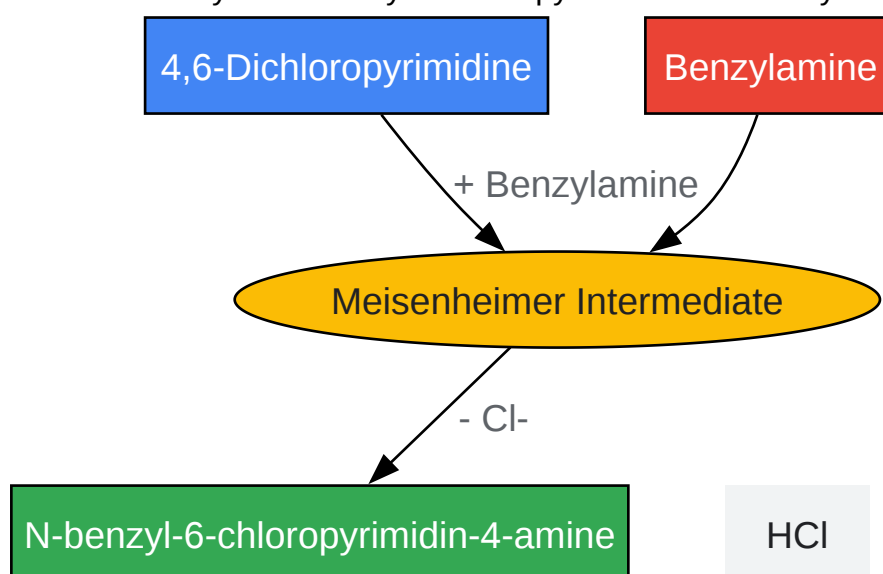 4,6-Dichloropyrimidine
Benzylamine
+ Benzylamine
Meisenheimer Intermediate
- Cl-
N-benzyl-6-chloropyrimidin-4-amine
HCl